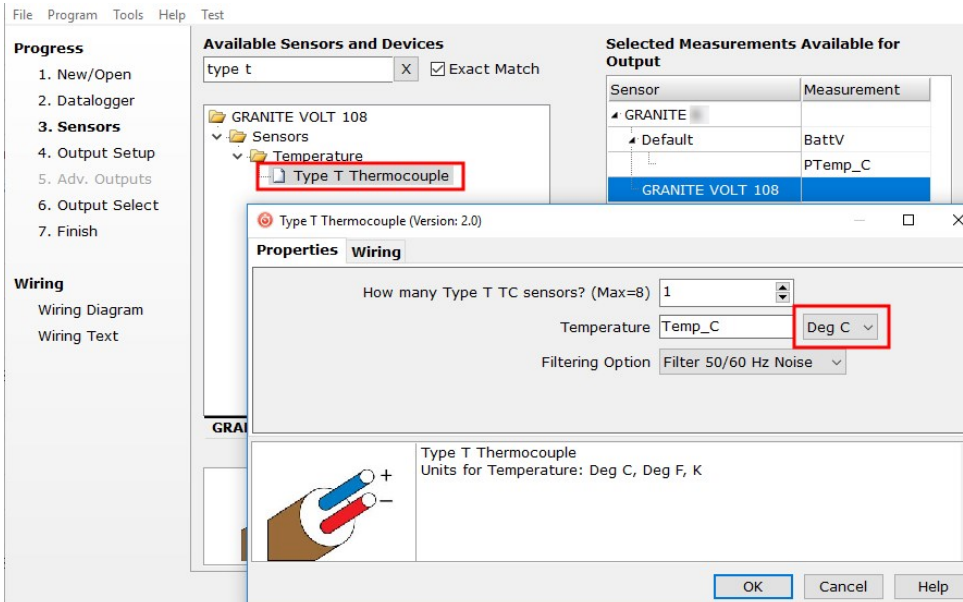 File Program Tools Help Test
Progress
1. New/Open
2. Datalogger
3. Sensors
4. Output Setup
5. Adv. Outputs
6. Output Select
7. Finish
Wiring
Wiring Diagram
Wiring Text
Available Sensors and Devices
type t X Exact Match
GRANITE VOLT 108
Sensors
Temperature
Type T Thermocouple
GRA
Selected Measurements Available for
Output
Sensor Measurement
GRANITE
Default BattV
PTemp_C
GRANITE VOLT 108
Type T Thermocouple (Version: 2.0)
Properties Wiring
How many Type T TC sensors? (Max=8) 1
Temperature Temp_C Deg C
Filtering Option Filter 50/60 Hz Noise
+
−
Type T Thermocouple
Units for Temperature: Deg C, Deg F, K
OK Cancel Help